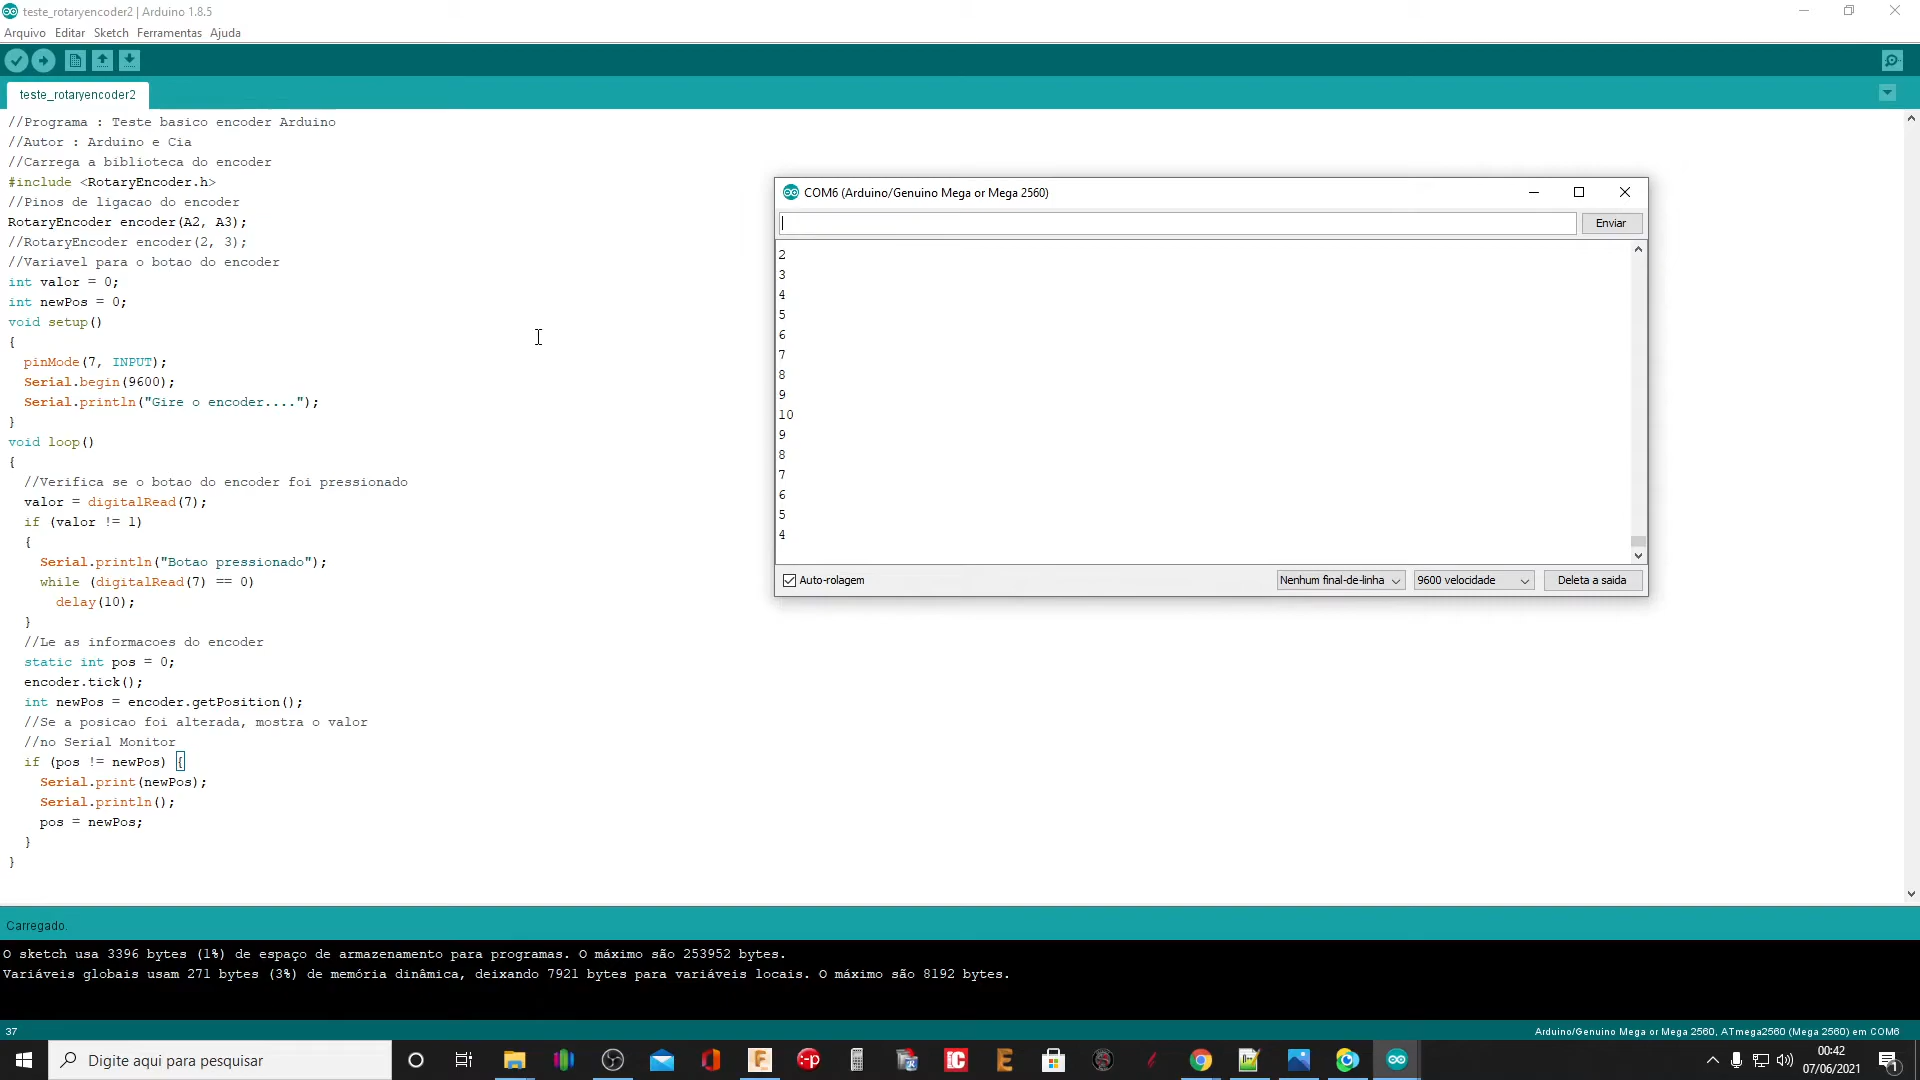 teste_rotaryencoder2 | Arduino 1.8.5
Arquivo Editar Sketch Ferramentas Ajuda
teste_rotaryencoder2
//Programa : Teste basico encoder Arduino
//Autor : Arduino e Cia
//Carrega a biblioteca do encoder
#include <RotaryEncoder.h>
//Pinos de ligacao do encoder
RotaryEncoder encoder(A2, A3);
//RotaryEncoder encoder(2, 3);
//Variavel para o botao do encoder
int valor = 0;
int newPos = 0;
void setup()
{
  pinMode(7, INPUT);
  Serial.begin(9600);
  Serial.println("Gire o encoder....");
}
void loop()
{
  //Verifica se o botao do encoder foi pressionado
  valor = digitalRead(7);
  if (valor != 1)
  {
    Serial.println("Botao pressionado");
    while (digitalRead(7) == 0)
      delay(10);
  }
  //Le as informacoes do encoder
  static int pos = 0;
  encoder.tick();
  int newPos = encoder.getPosition();
  //Se a posicao foi alterada, mostra o valor
  //no Serial Monitor
  if (pos != newPos) {
    Serial.print(newPos);
    Serial.println();
    pos = newPos;
  }
}
COM6 (Arduino/Genuino Mega or Mega 2560)
Enviar
2
3
4
5
6
7
8
9
10
9
8
7
6
5
4
Auto-rolagem Nenhum final-de-linha 9600 velocidade Deleta a saida
Carregado.
O sketch usa 3396 bytes (1%) de espaço de armazenamento para programas. O máximo são 253952 bytes.
Variáveis globais usam 271 bytes (3%) de memória dinâmica, deixando 7921 bytes para variáveis locais. O máximo são 8192 bytes.
37 Arduino/Genuino Mega or Mega 2560, ATmega2560 (Mega 2560) em COM6
Digite aqui para pesquisar
00:42
07/06/2021